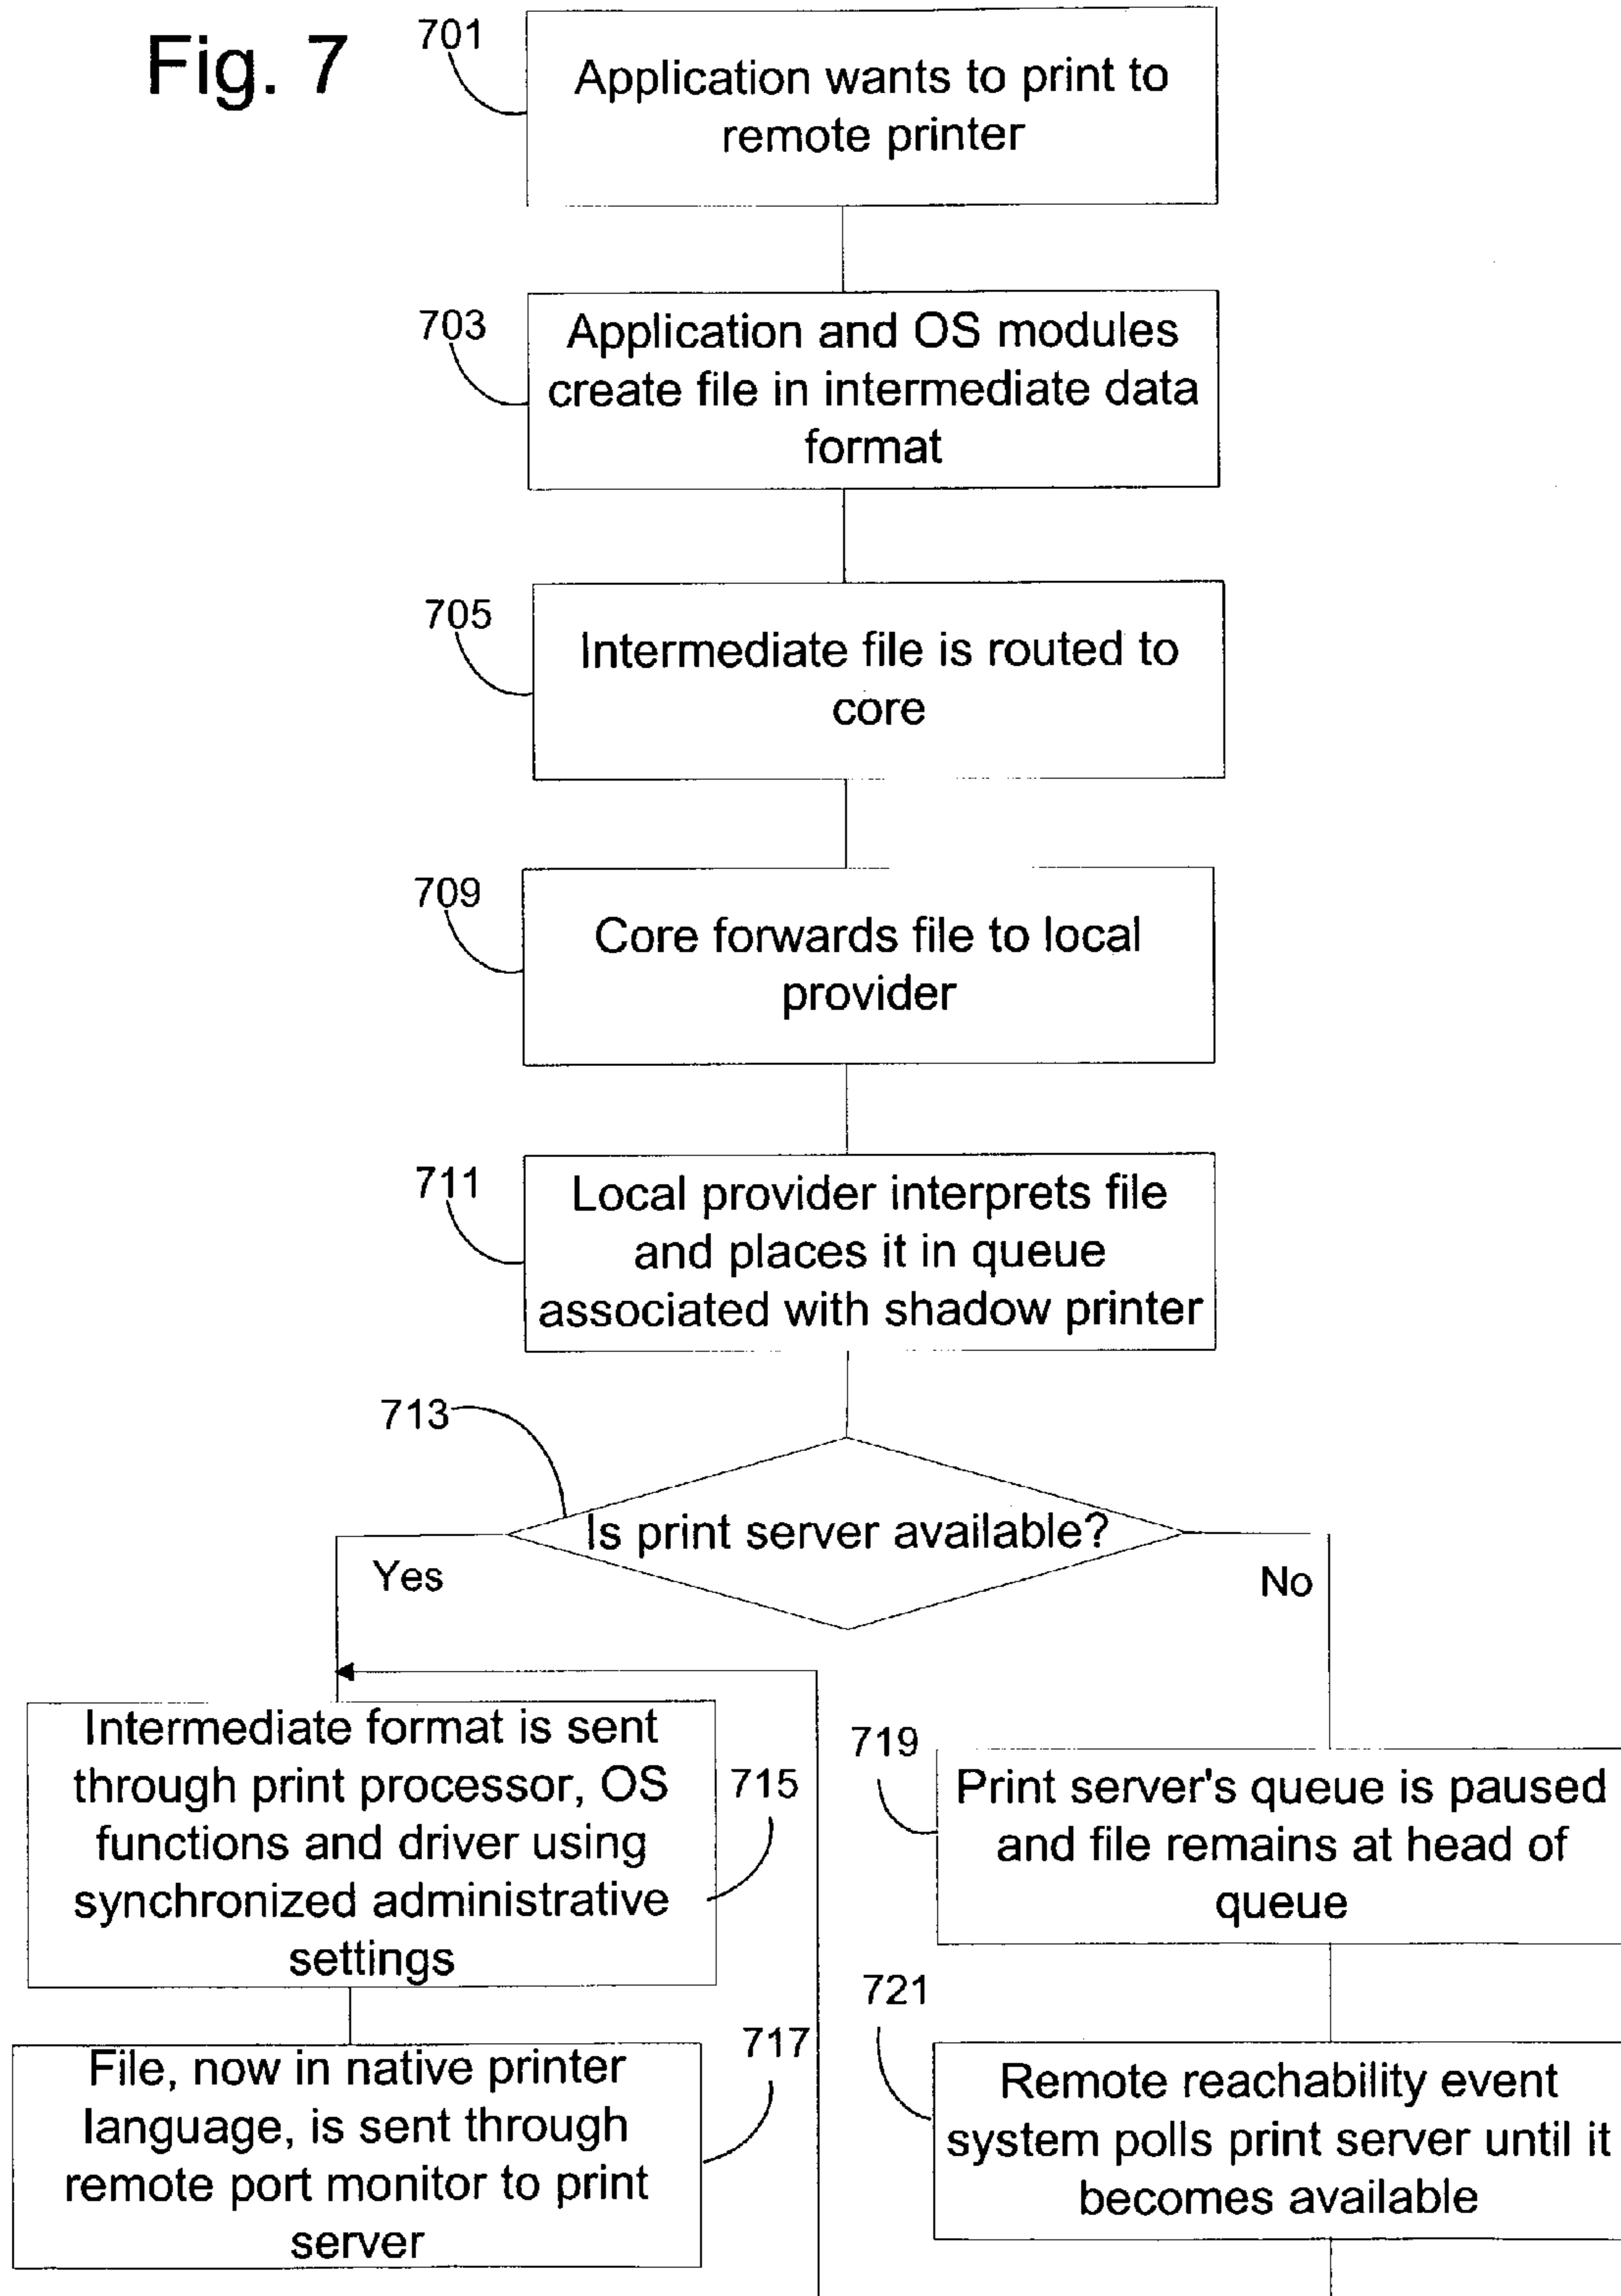 Fig. 7
701
Application wants to print to
remote printer
703
Application and OS modules
create file in intermediate data
format
705
Intermediate file is routed to
core
709
Core forwards file to local
provider
711
Local provider interprets file
and places it in queue
associated with shadow printer
713
Is print server available?
Yes
No
Intermediate format is sent
through print processor, OS
functions and driver using
synchronized administrative
settings
715
719
Print server's queue is paused
and file remains at head of
queue
File, now in native printer
language, is sent through
remote port monitor to print
server
717
721
Remote reachability event
system polls print server until it
becomes available